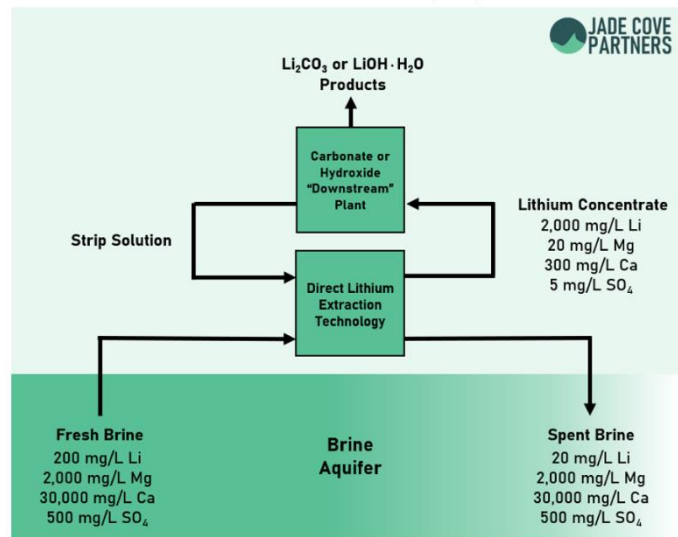 JADE COVE
PARTNERS
Li₂CO₃ or LiOH·H₂O
Products
Carbonate or
Hydroxide
"Downstream"
Plant
Lithium Concentrate
2,000 mg/L Li
20 mg/L Mg
300 mg/L Ca
5 mg/L SO₄
Strip Solution
Direct Lithium
Extraction
Technology
Fresh Brine
200 mg/L Li
2,000 mg/L Mg
30,000 mg/L Ca
500 mg/L SO₄
Brine
Aquifer
Spent Brine
20 mg/L Li
2,000 mg/L Mg
30,000 mg/L Ca
500 mg/L SO₄